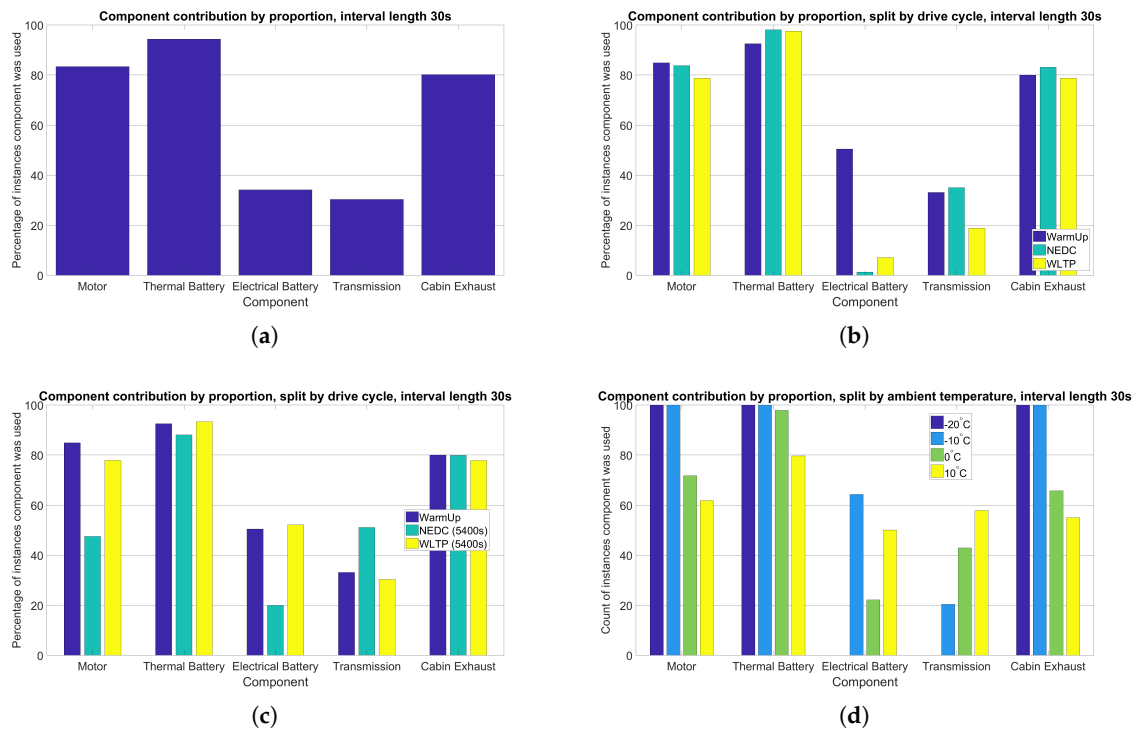 Component contribution by proportion, interval length 30s
100
80
60
40
20
0
Percentage of instances component was used
Motor Thermal Battery Electrical Battery Transmission Cabin Exhaust
Component
(a)
Component contribution by proportion, split by drive cycle, interval length 30s
100
80
60
40
20
0
Percentage of instances component was used
WarmUp
NEDC
WLTP
Motor Thermal Battery Electrical Battery Transmission Cabin Exhaust
Component
(b)
Component contribution by proportion, split by drive cycle, interval length 30s
100
80
60
40
20
0
Percentage of instances component was used
WarmUp
NEDC (5400s)
WLTP (5400s)
Motor Thermal Battery Electrical Battery Transmission Cabin Exhaust
Component
(c)
Component contribution by proportion, split by ambient temperature, interval length 30s
100
80
60
40
20
0
Count of instances component was used
-20°C
-10°C
0°C
10°C
Motor Thermal Battery Electrical Battery Transmission Cabin Exhaust
Component
(d)